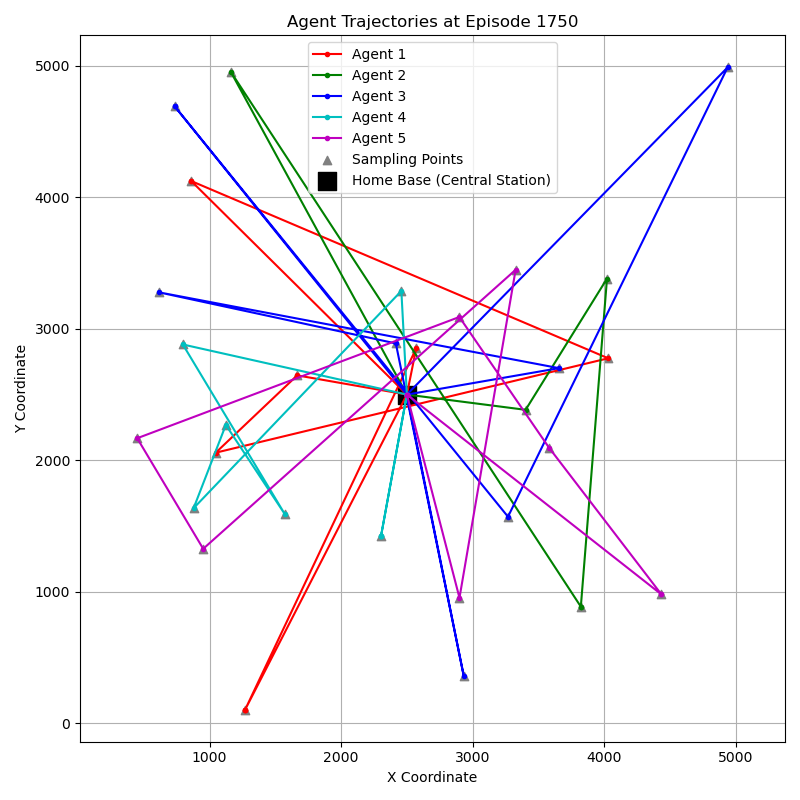 Agent Trajectories at Episode 1750
Agent 1
Agent 2
Agent 3
Agent 4
Agent 5
Sampling Points
Home Base (Central Station)
5000
4000
3000
2000
1000
0
Y Coordinate
1000 2000 3000 4000 5000
X Coordinate